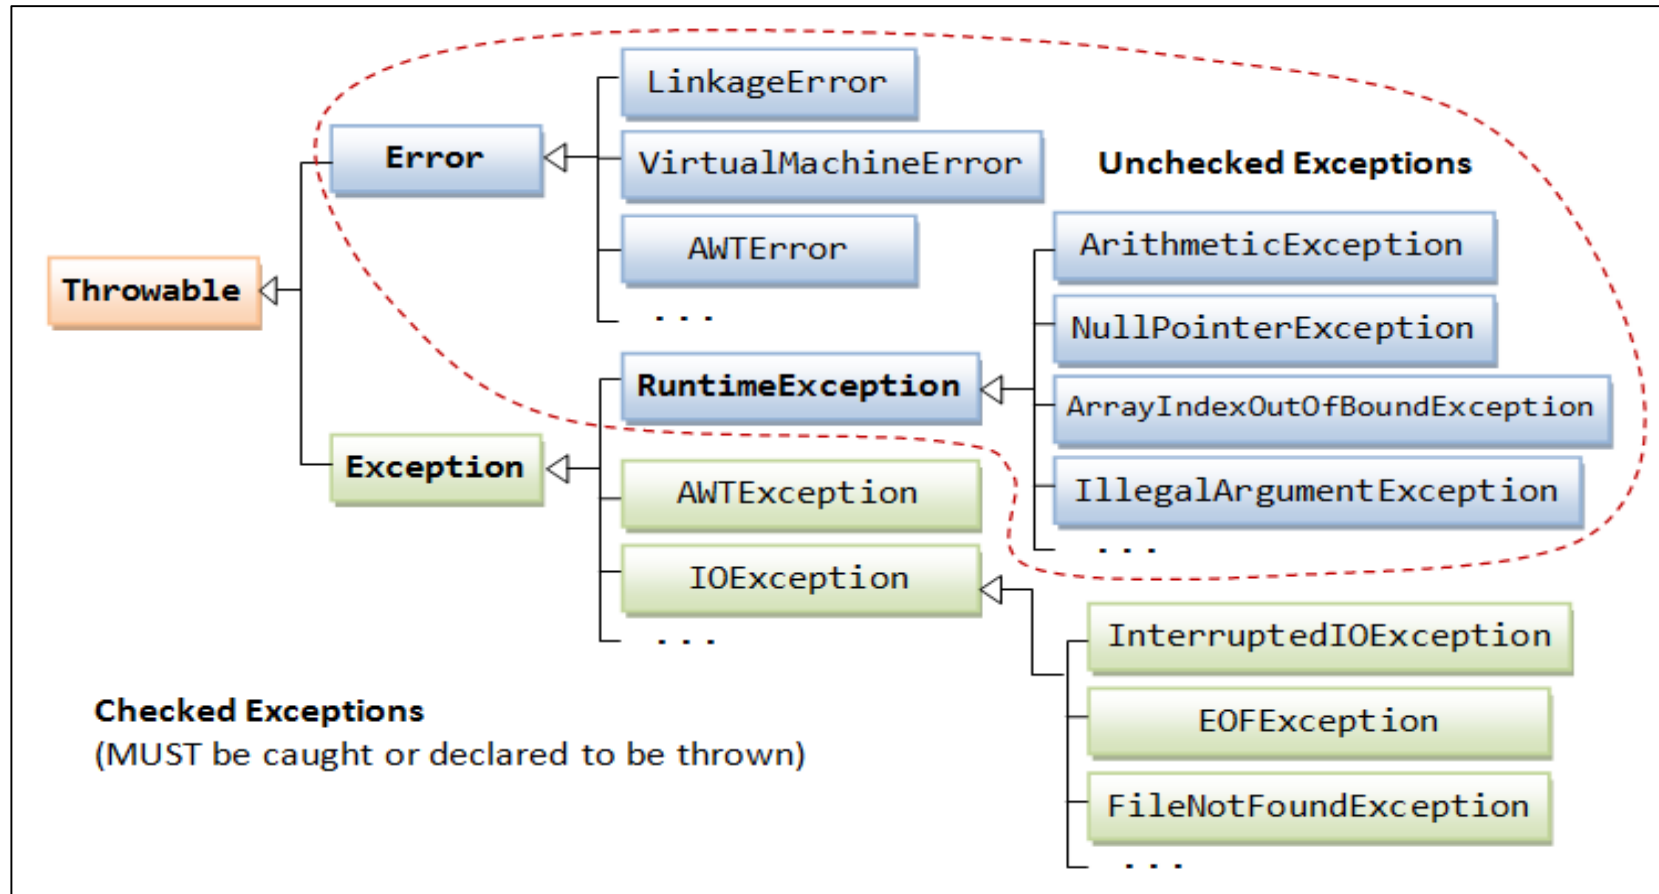 LinkageError
Error
VirtualMachineError
Unchecked Exceptions
AWTError
ArithmeticException
Throwable
. . .
NullPointerException
RuntimeException
ArrayIndexOutOfBoundException
Exception
AWTException
IllegalArgumentException
. . .
IOException
. . .
InterruptedIOException
Checked Exceptions
(MUST be caught or declared to be thrown)
EOFException
FileNotFoundException
. . .